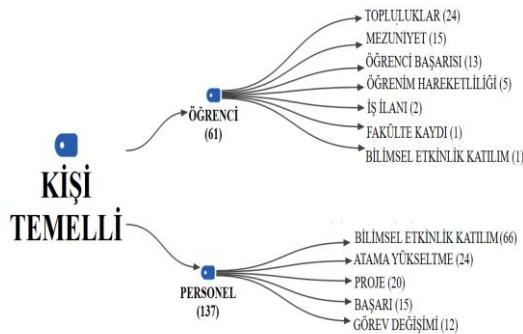 KİŞİ
TEMELLİ
ÖĞRENCİ
(61)
TOPLULUKLAR (24)
MEZUNİYET (15)
ÖĞRENCİ BAŞARISI (13)
ÖĞRENİM HAREKETLİLİĞİ (5)
İŞ İLANI (2)
FAKÜLTE KAYDI (1)
BİLİMSEL ETKİNLİK KATILIM (1)
PERSONEL
(137)
BİLİMSEL ETKİNLİK KATILIM(66)
ATAMA YÜKSELTME (24)
PROJE (20)
BAŞARI (15)
GÖREV DEĞİŞİMİ (12)